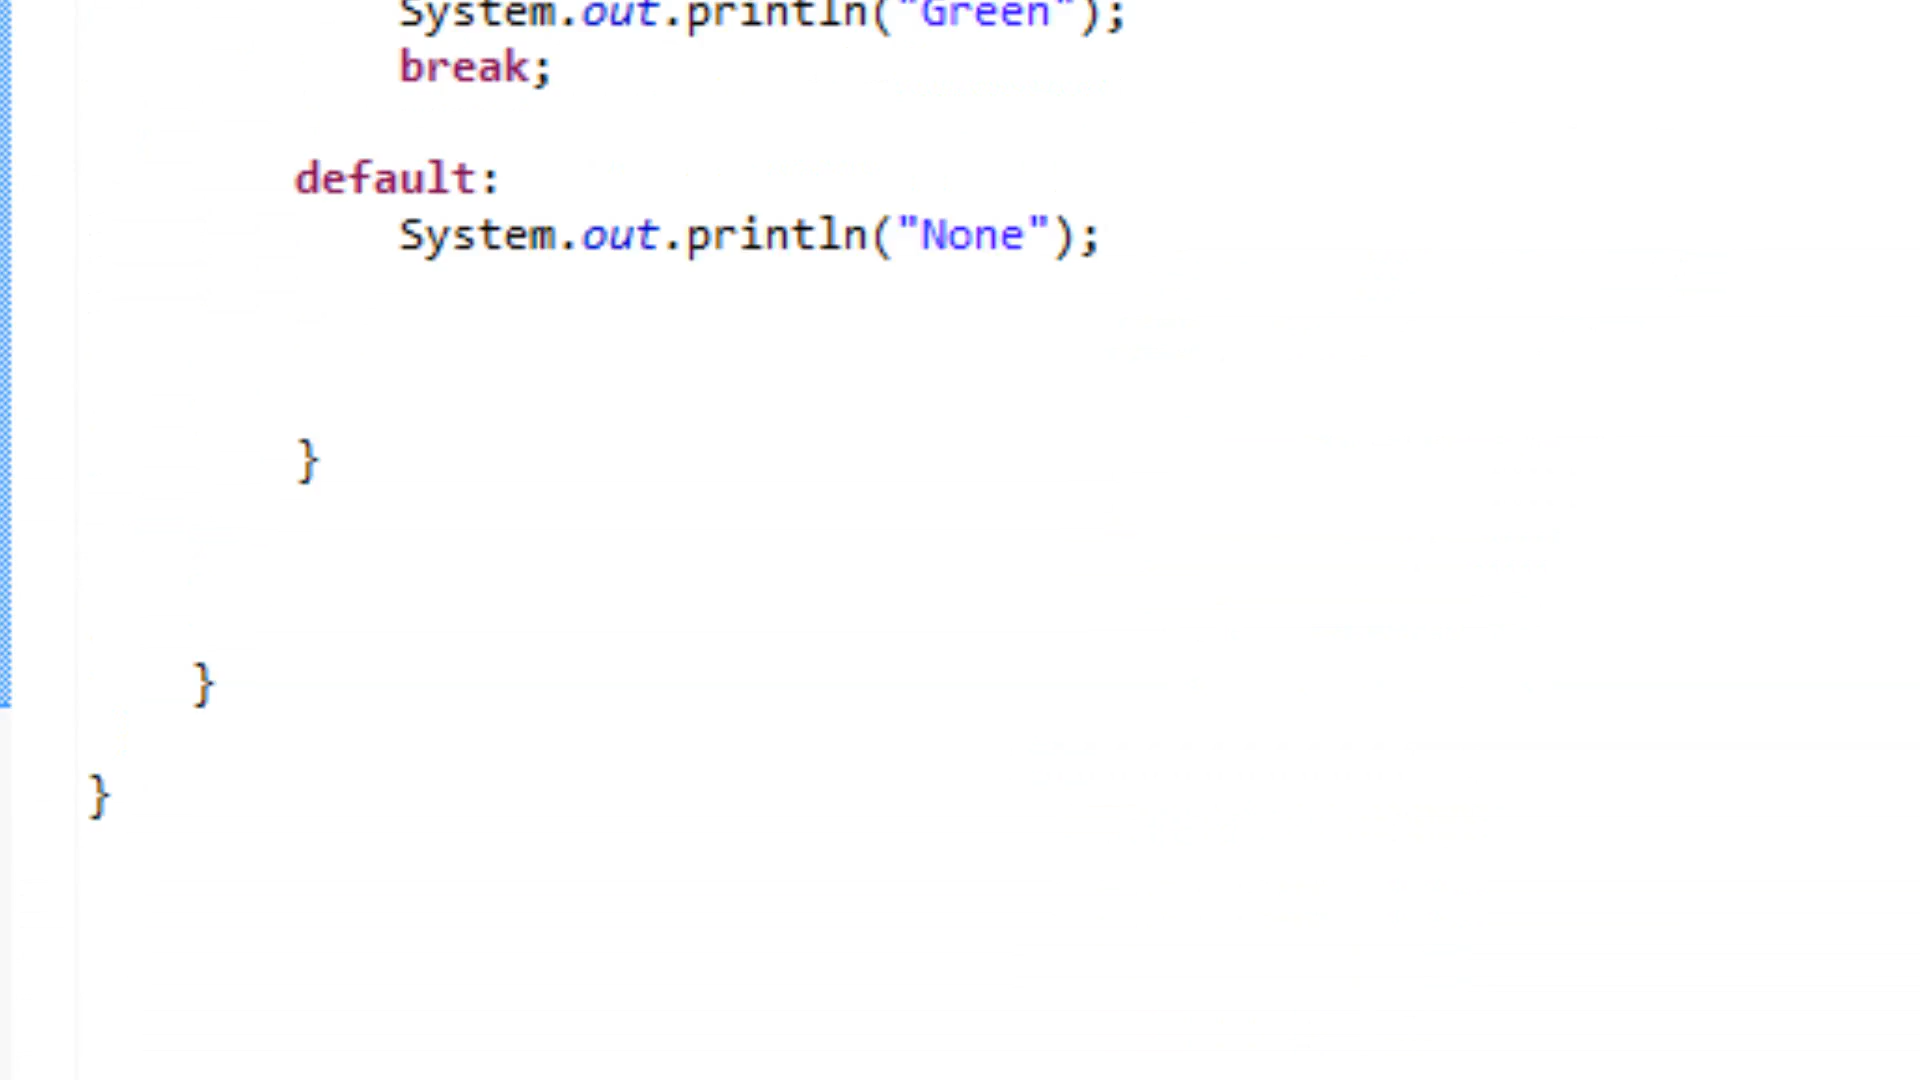 System.out.println("Green");
break;
default:
System.out.println("None");
}
}
}